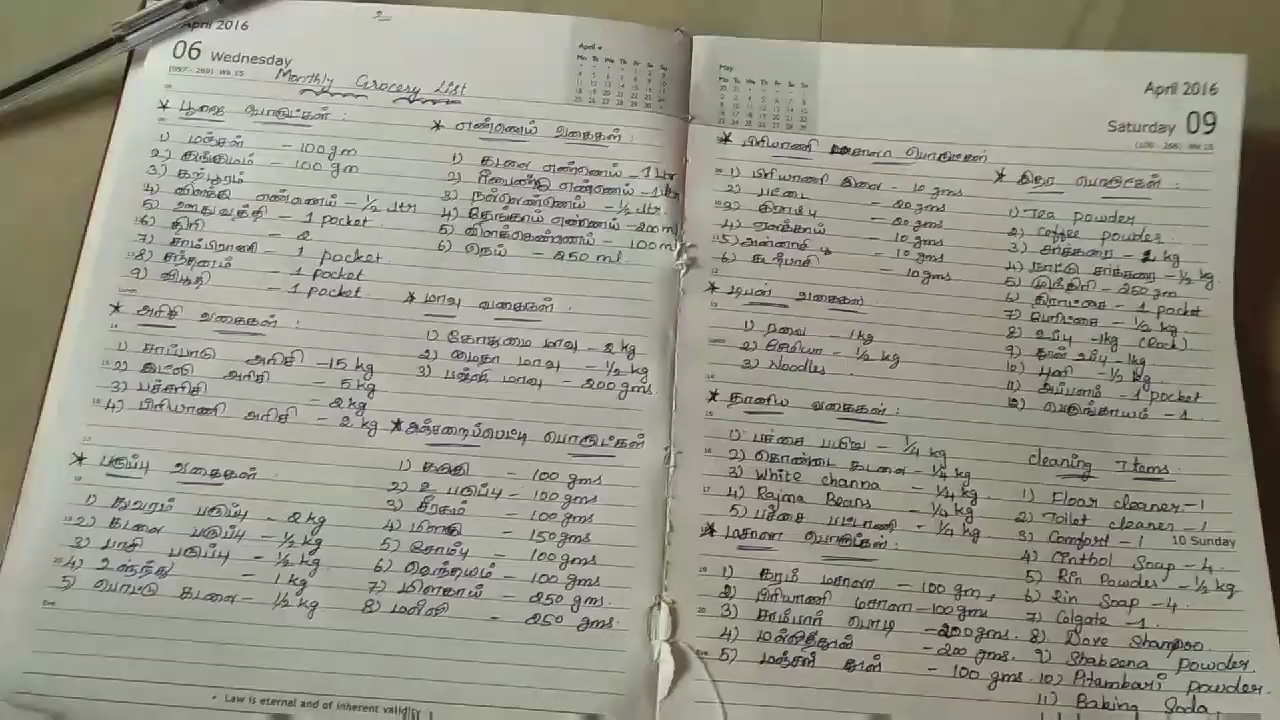 April 2016
06 Wednesday
Monthly Grocery List
* பூஜை பொருட்கள் :
1) மஞ்சள் - 100gm
2) குங்குமம் - 100 gm
3) கற்பூரம்
4) விளக்கு எண்ணெய் - ½ ltr
5) ஊதுவத்தி - 1 pocket
6) திரி - 2
7) சாம்பிராணி - 1 pocket
8) சந்தனம் - 1 pocket
9) விபூதி - 1 pocket
* அரிசி வகைகள் :
1) சாப்பாடு அரிசி - 15 kg
2) இட்லி அரிசி - 5 kg
3) பச்சரிசி - 2kg
4) பிரியாணி அரிசி - 2 kg
* பருப்பு வகைகள் :
1) துவரம் பருப்பு - 2 kg
2) கடலை பருப்பு - ½ kg
3) பாசி பருப்பு - ½ kg
4) உளுந்து - 1 kg
5) பொட்டு கடலை - ½ kg
* எண்ணெய் வகைகள் :
1) கடலை எண்ணெய் - 1 ltr
2) ரீபைண்டு எண்ணெய் - 1 ltr
3) நல்லெண்ணெய் - ½ ltr.
4) தேங்காய் எண்ணெய் - 200 ml
5) விளக்கெண்ணெய் - 100 ml
6) நெய் - 250 ml.
* மாவு வகைகள் :
1) கோதுமை மாவு - 2 kg
2) மைதா மாவு - ½ kg
3) பஜ்ஜி மாவு - 200 gms.
* அஞ்சறைப்பெட்டி பொருட்கள்
1) கடுகு - 100 gms
2) உ பருப்பு - 100 gms
3) சீரகம் - 100 gms
4) மிளகு - 150 gms
5) சோம்பு - 100 gms
6) வெந்தயம் - 100 gms
7) மிளகாய் - 250 gms.
8) மல்லி - 250 gms.
• Law is eternal and of inherent validity
April 2016
Saturday 09
* பிரியாணி மசாலா பொருட்கள்
1) பிரியாணி இலை - 10 gms
2) பட்டை - 20 gms
3) கிராம்பு - 20 gms
4) ஏலக்காய் - 10 gms
5) அன்னாசி பூ - 10 gms
6) கடற்பாசி - 10 gms
* டிபன் வகைகள்
1) ரவை - 1kg
2) சேமியா - ½ kg
3) Noodles
* தானிய வகைகள் :
1) பச்சை பயிறு - ¼ kg
2) கொண்டை கடலை - ¼ kg
3) White channa - ¼ kg
4) Rajma Beans - ¼ kg
5) பச்சை பட்டாணி - ¼ kg
* மசாலா பொருட்கள்.
1) கரம் மசாலா - 100 gm
2) பிரியாணி மசாலா - 100 gms
3) சாம்பார் பொடி - 200 gms.
4) மல்லித்தூள் - 200 gms.
5) மஞ்சள் தூள் - 100 gms.
* இதர பொருட்கள் :
1) Tea powder
2) Coffee powder
3) சர்க்கரை - 2 kg
4) நாட்டு சர்க்கரை - ½ kg
5) முந்திரி - 250 gm
6) திராட்சை - 1 pocket
7) பேரிட்சை - ½ kg
8) உப்பு - 1kg (Rock)
9) தூள் உப்பு - 1kg
10) புளி - ½ kg
11) அப்பளம் - 1 pocket
12) பெருங்காயம் - 1
Cleaning Items
1) Floor cleaner - 1
2) Toilet cleaner - 1
3) Comfort - 1
10 Sunday
4) Cinthol Soap - 4.
5) Rin Powder - ½ kg
6) Rin Soap - 4.
7) Colgate - 1
8) Dove Shampoo
9) Shabeena powder.
10) Pitambari powder.
11) Baking Soda.